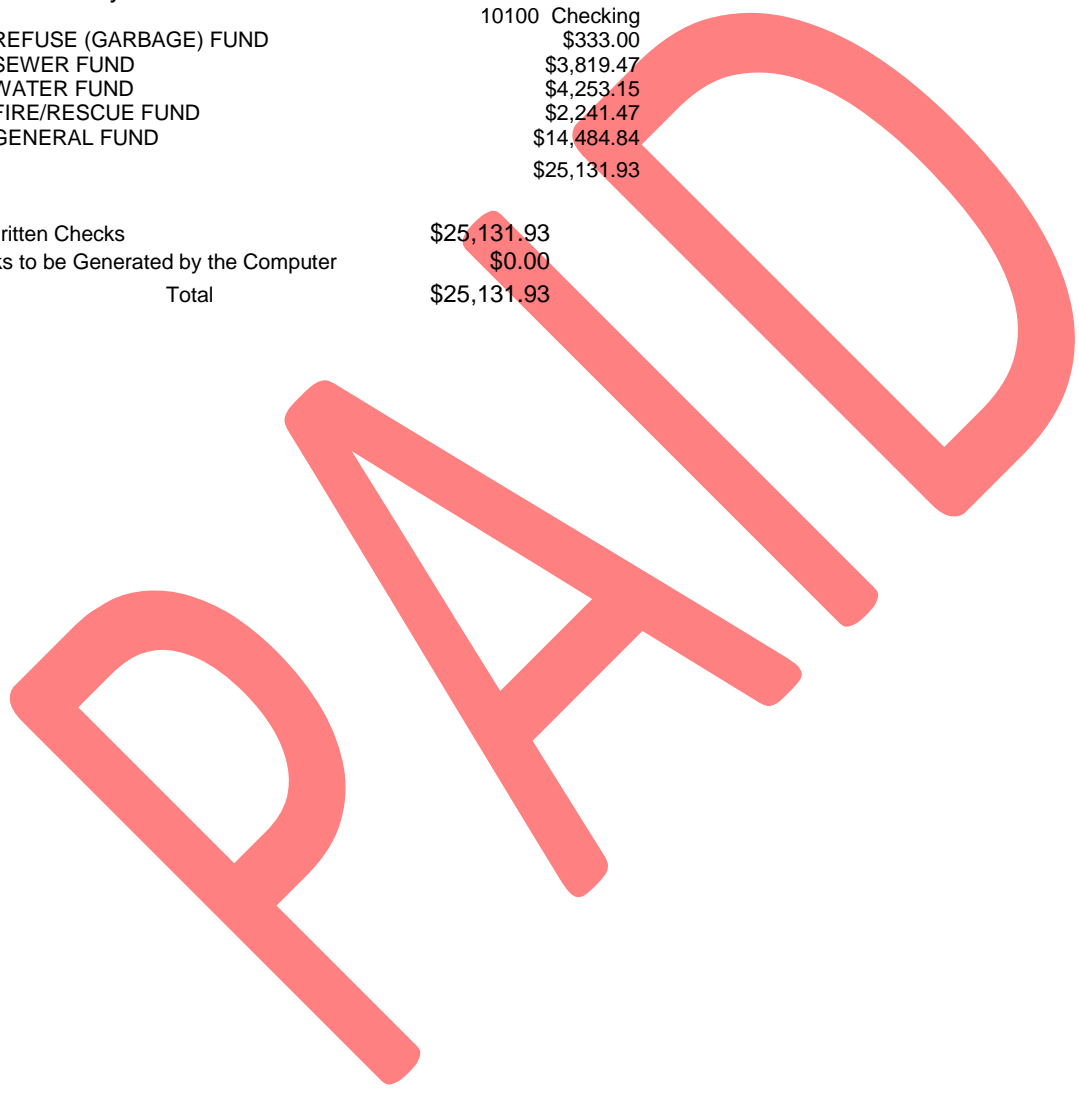 10100 Checking
REFUSE (GARBAGE) FUND $333.00
SEWER FUND $3,819.47
WATER FUND $4,253.15
FIRE/RESCUE FUND $2,241.47
GENERAL FUND $14,484.84
$25,131.93
ritten Checks $25,131.93
ks to be Generated by the Computer $0.00
Total $25,131.93
PAID